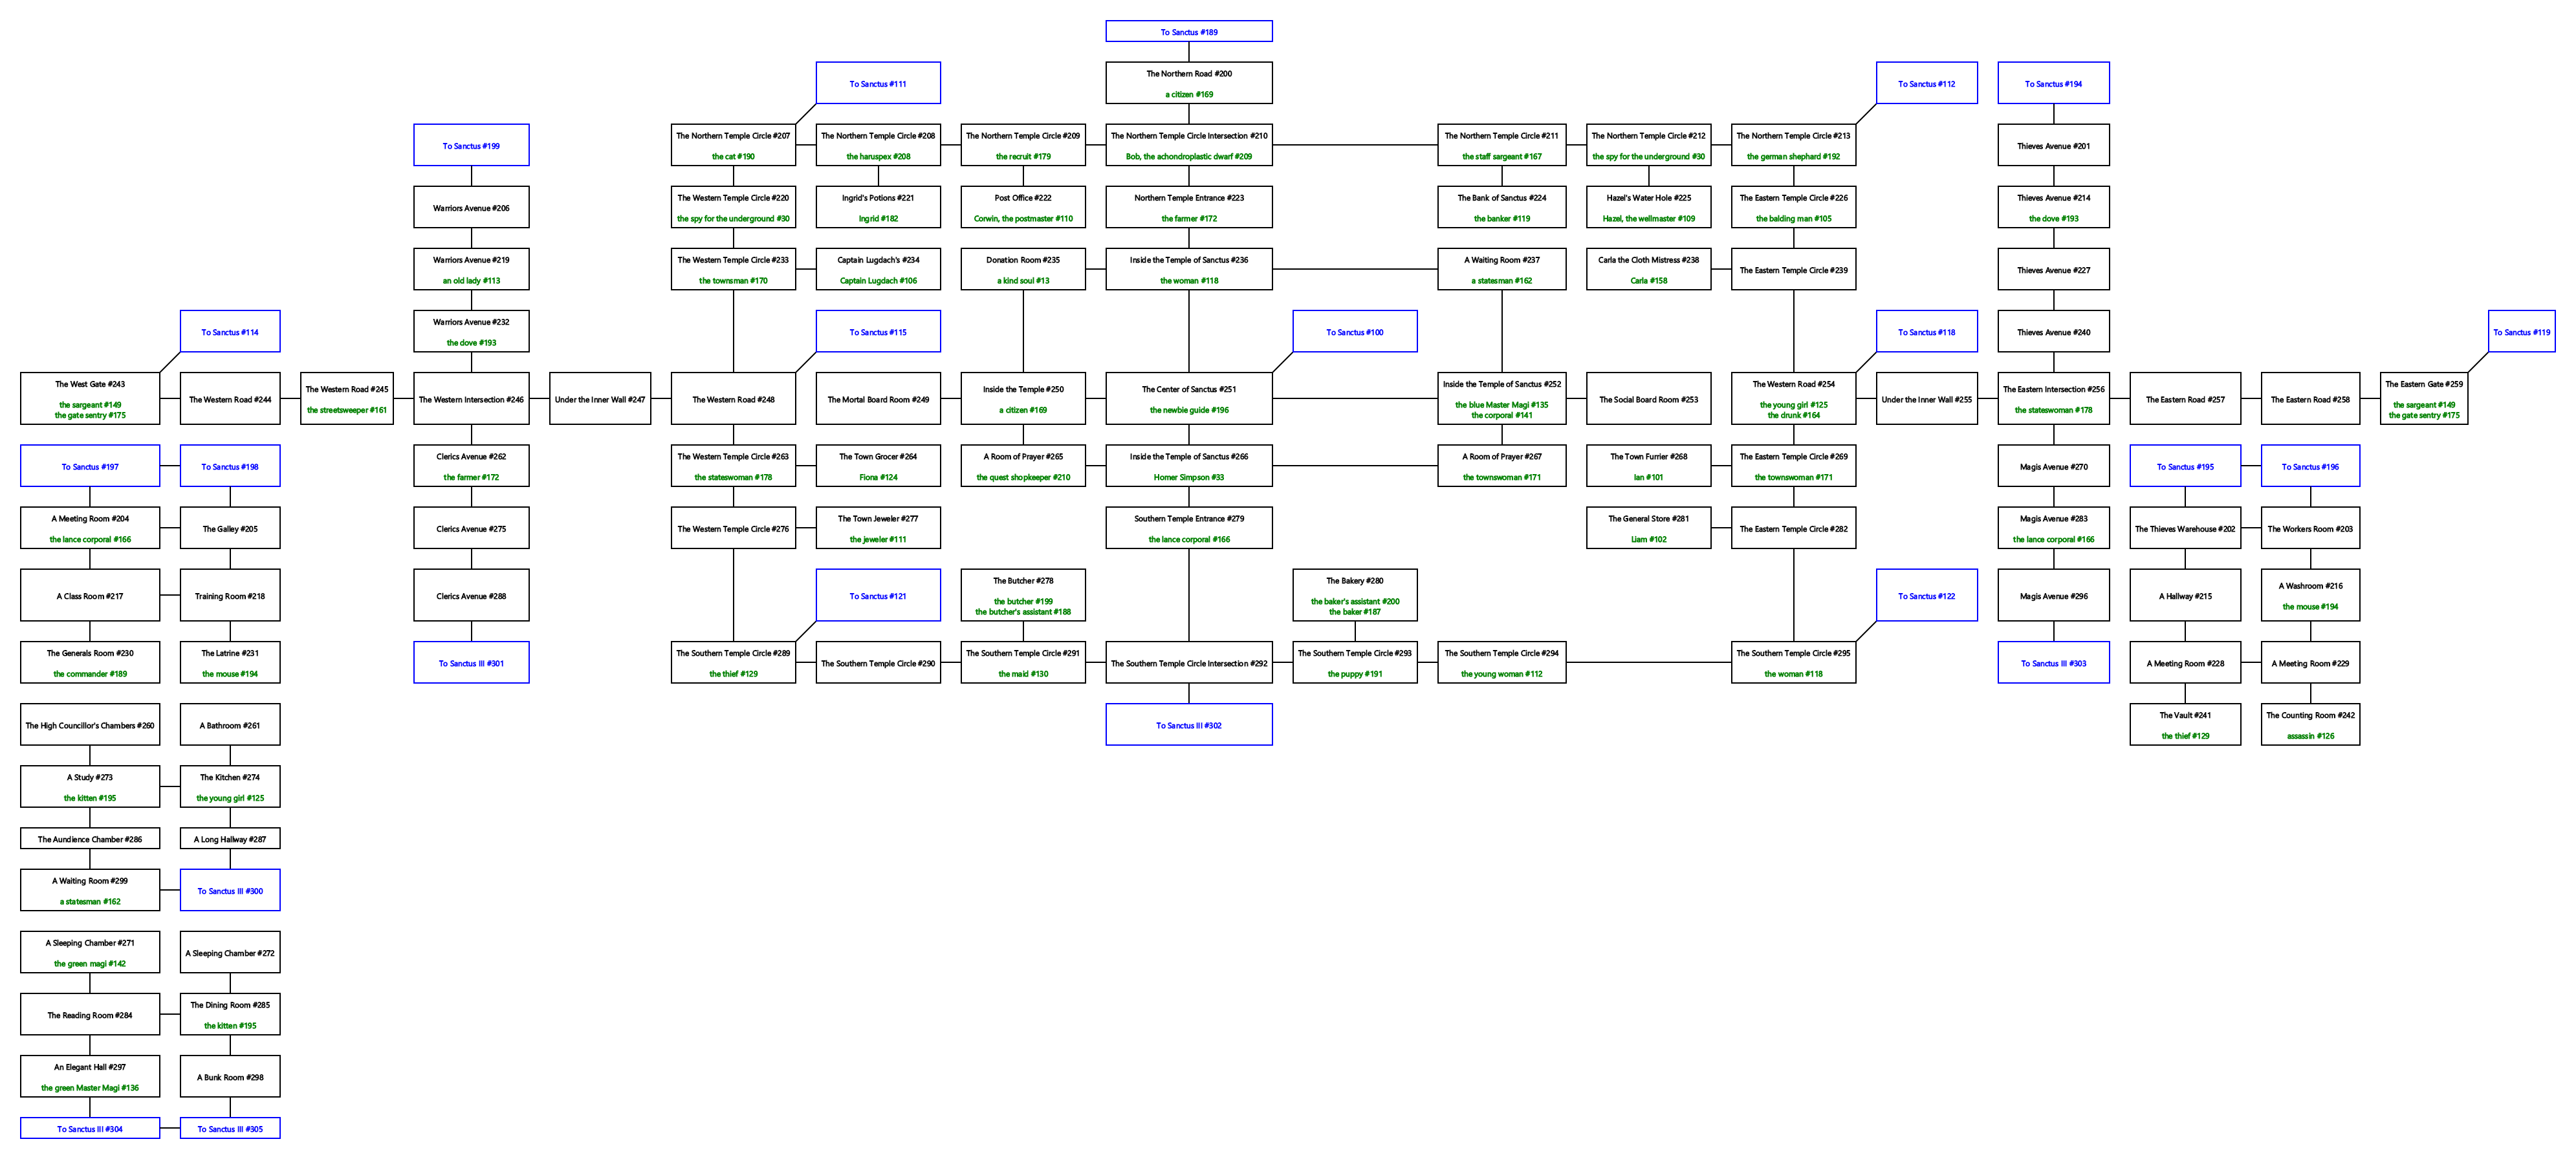 To Sanctus #189
To Sanctus #111
The Northern Road #200
a citizen #169
To Sanctus #112
To Sanctus #194
To Sanctus #199
The Northern Temple Circle #207
the cat #190
The Northern Temple Circle #208
the haruspex #208
The Northern Temple Circle #209
the recruit #179
The Northern Temple Circle Intersection #210
Bob, the achondroplastic dwarf #209
The Northern Temple Circle #211
the staff sargeant #167
The Northern Temple Circle #212
the spy for the underground #30
The Northern Temple Circle #213
the german shephard #192
Thieves Avenue #201
Warriors Avenue #206
The Western Temple Circle #220
the spy for the underground #30
Ingrid's Potions #221
Ingrid #182
Post Office #222
Corwin, the postmaster #110
Northern Temple Entrance #223
the farmer #172
The Bank of Sanctus #224
the banker #119
Hazel's Water Hole #225
Hazel, the wellmaster #109
The Eastern Temple Circle #226
the balding man #105
Thieves Avenue #214
the dove #193
Warriors Avenue #219
an old lady #113
The Western Temple Circle #233
the townsman #170
Captain Lugdach's #234
Captain Lugdach #106
Donation Room #235
a kind soul #13
Inside the Temple of Sanctus #236
the woman #118
A Waiting Room #237
a statesman #162
Carla the Cloth Mistress #238
Carla #158
The Eastern Temple Circle #239
Thieves Avenue #227
To Sanctus #114
Warriors Avenue #232
the dove #193
To Sanctus #115
To Sanctus #100
To Sanctus #118
Thieves Avenue #240
To Sanctus #119
The West Gate #243
the sargeant #149
the gate sentry #175
The Western Road #244
The Western Road #245
the streetsweeper #161
The Western Intersection #246
Under the Inner Wall #247
The Western Road #248
The Mortal Board Room #249
Inside the Temple #250
a citizen #169
The Center of Sanctus #251
the newbie guide #196
Inside the Temple of Sanctus #252
the blue Master Magi #135
the corporal #141
The Social Board Room #253
The Western Road #254
the young girl #125
the drunk #164
Under the Inner Wall #255
The Eastern Intersection #256
the stateswoman #178
The Eastern Road #257
The Eastern Road #258
The Eastern Gate #259
the sargeant #149
the gate sentry #175
To Sanctus #197
To Sanctus #198
Clerics Avenue #262
the farmer #172
The Western Temple Circle #263
the stateswoman #178
The Town Grocer #264
Fiona #124
A Room of Prayer #265
the quest shopkeeper #210
Inside the Temple of Sanctus #266
Homer Simpson #33
A Room of Prayer #267
the townswoman #171
The Town Furrier #268
Ian #101
The Eastern Temple Circle #269
the townswoman #171
Magis Avenue #270
To Sanctus #195
To Sanctus #196
A Meeting Room #204
the lance corporal #166
The Galley #205
Clerics Avenue #275
The Western Temple Circle #276
The Town Jeweler #277
the jeweler #111
Southern Temple Entrance #279
the lance corporal #166
The General Store #281
Liam #102
The Eastern Temple Circle #282
Magis Avenue #283
the lance corporal #166
The Thieves Warehouse #202
The Workers Room #203
A Class Room #217
Training Room #218
Clerics Avenue #288
To Sanctus #121
The Butcher #278
the butcher #199
the butcher's assistant #188
The Bakery #280
the baker's assistant #200
the baker #187
To Sanctus #122
Magis Avenue #296
A Hallway #215
A Washroom #216
the mouse #194
The Generals Room #230
the commander #189
The Latrine #231
the mouse #194
To Sanctus III #301
The Southern Temple Circle #289
the thief #129
The Southern Temple Circle #290
The Southern Temple Circle #291
the maid #130
The Southern Temple Circle Intersection #292
The Southern Temple Circle #293
the puppy #191
The Southern Temple Circle #294
the young woman #112
The Southern Temple Circle #295
the woman #118
To Sanctus III #303
A Meeting Room #228
A Meeting Room #229
The High Councillor's Chambers #260
A Bathroom #261
To Sanctus III #302
The Vault #241
the thief #129
The Counting Room #242
assassin #126
A Study #273
the kitten #195
The Kitchen #274
the young girl #125
The Aundience Chamber #286
A Long Hallway #287
A Waiting Room #299
a statesman #162
To Sanctus III #300
A Sleeping Chamber #271
the green magi #142
A Sleeping Chamber #272
The Reading Room #284
The Dining Room #285
the kitten #195
An Elegant Hall #297
the green Master Magi #136
A Bunk Room #298
To Sanctus III #304
To Sanctus III #305